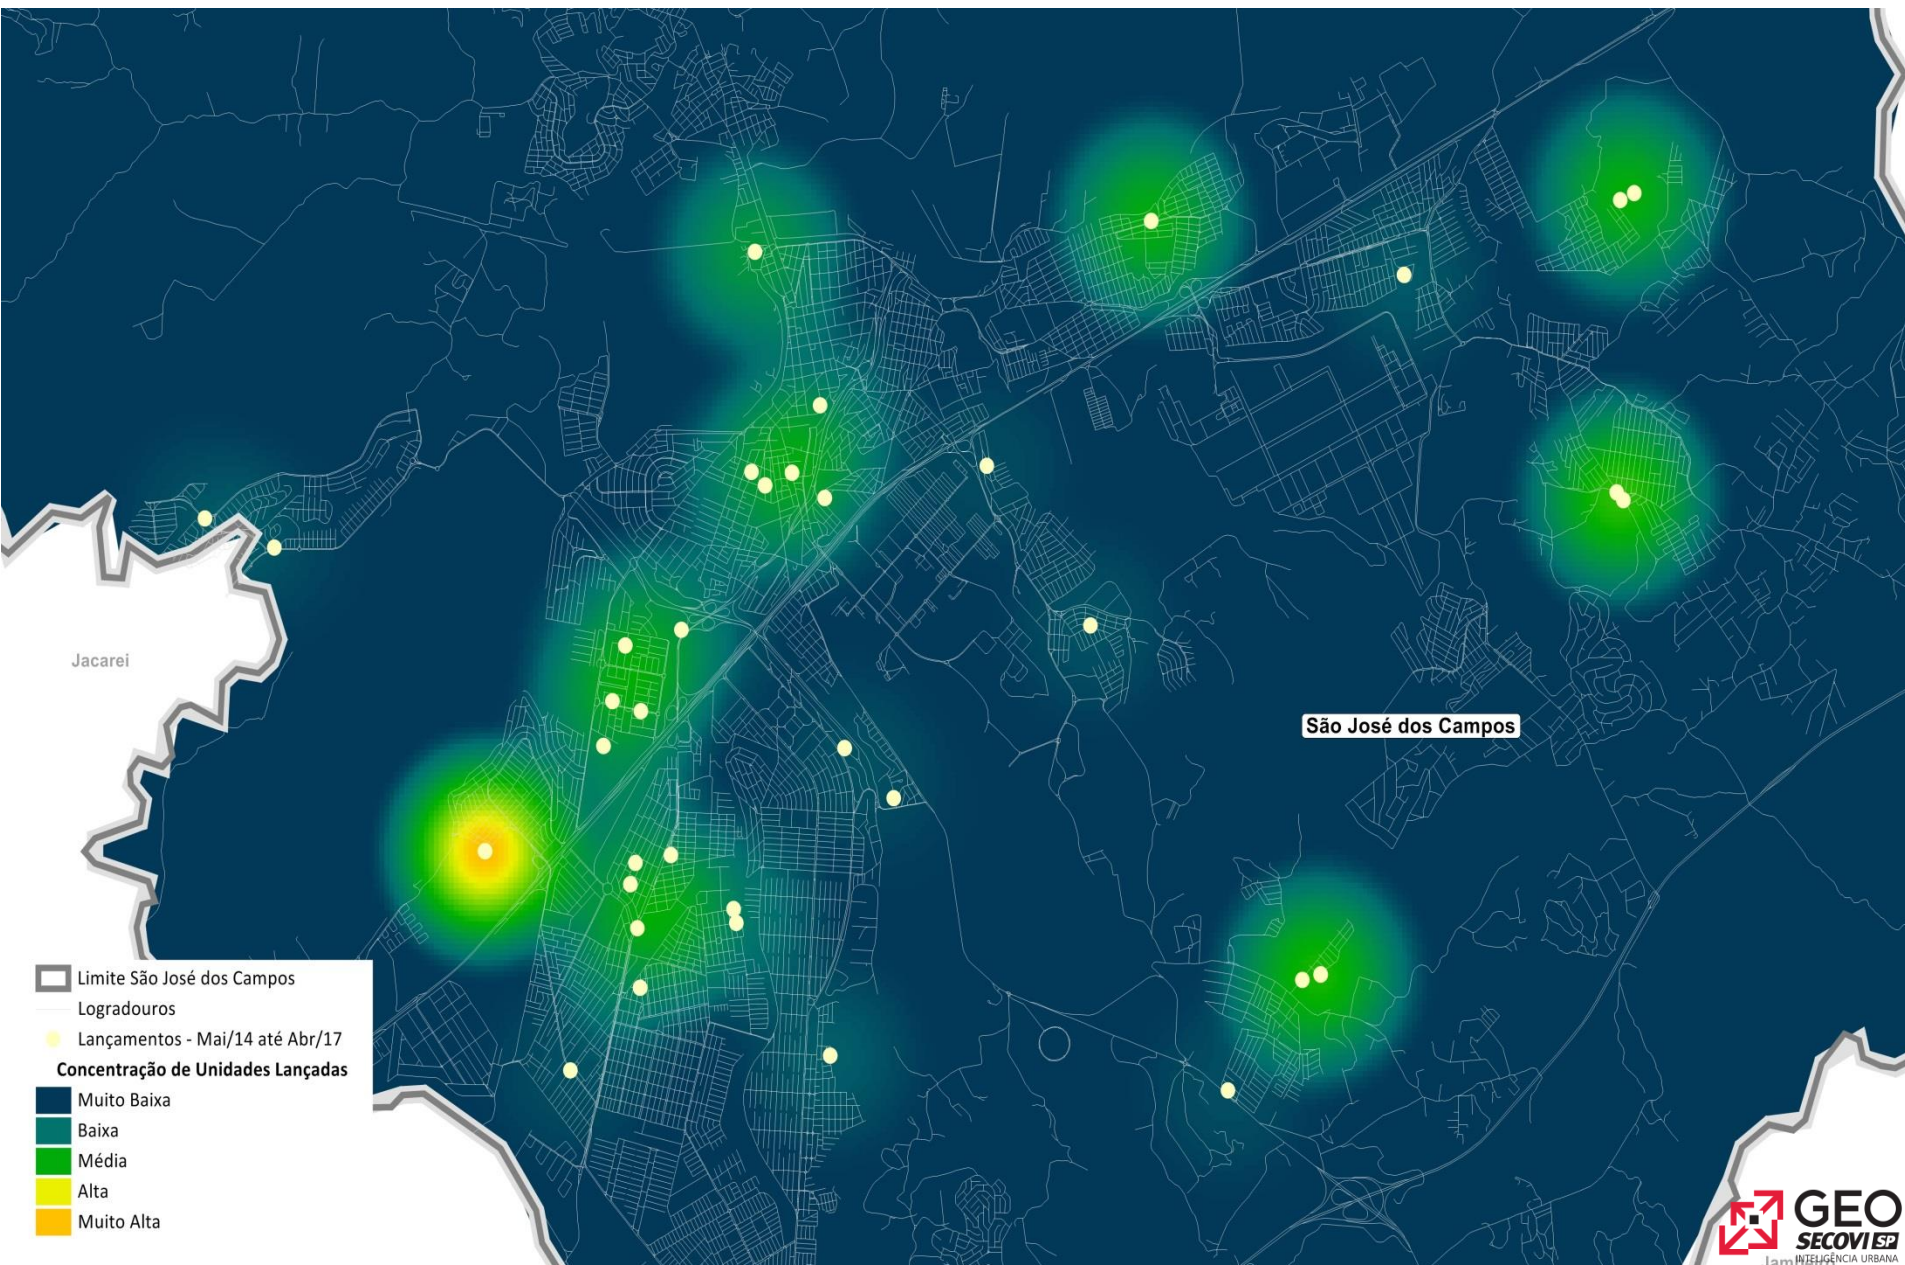 Jacarei
São José dos Campos
Limite São José dos Campos
Logradouros
Lançamentos - Mai/14 até Abr/17
Concentração de Unidades Lançadas
Muito Baixa
Baixa
Média
Alta
Muito Alta
GEO
SECOVI SP
INTELIGÊNCIA URBANA